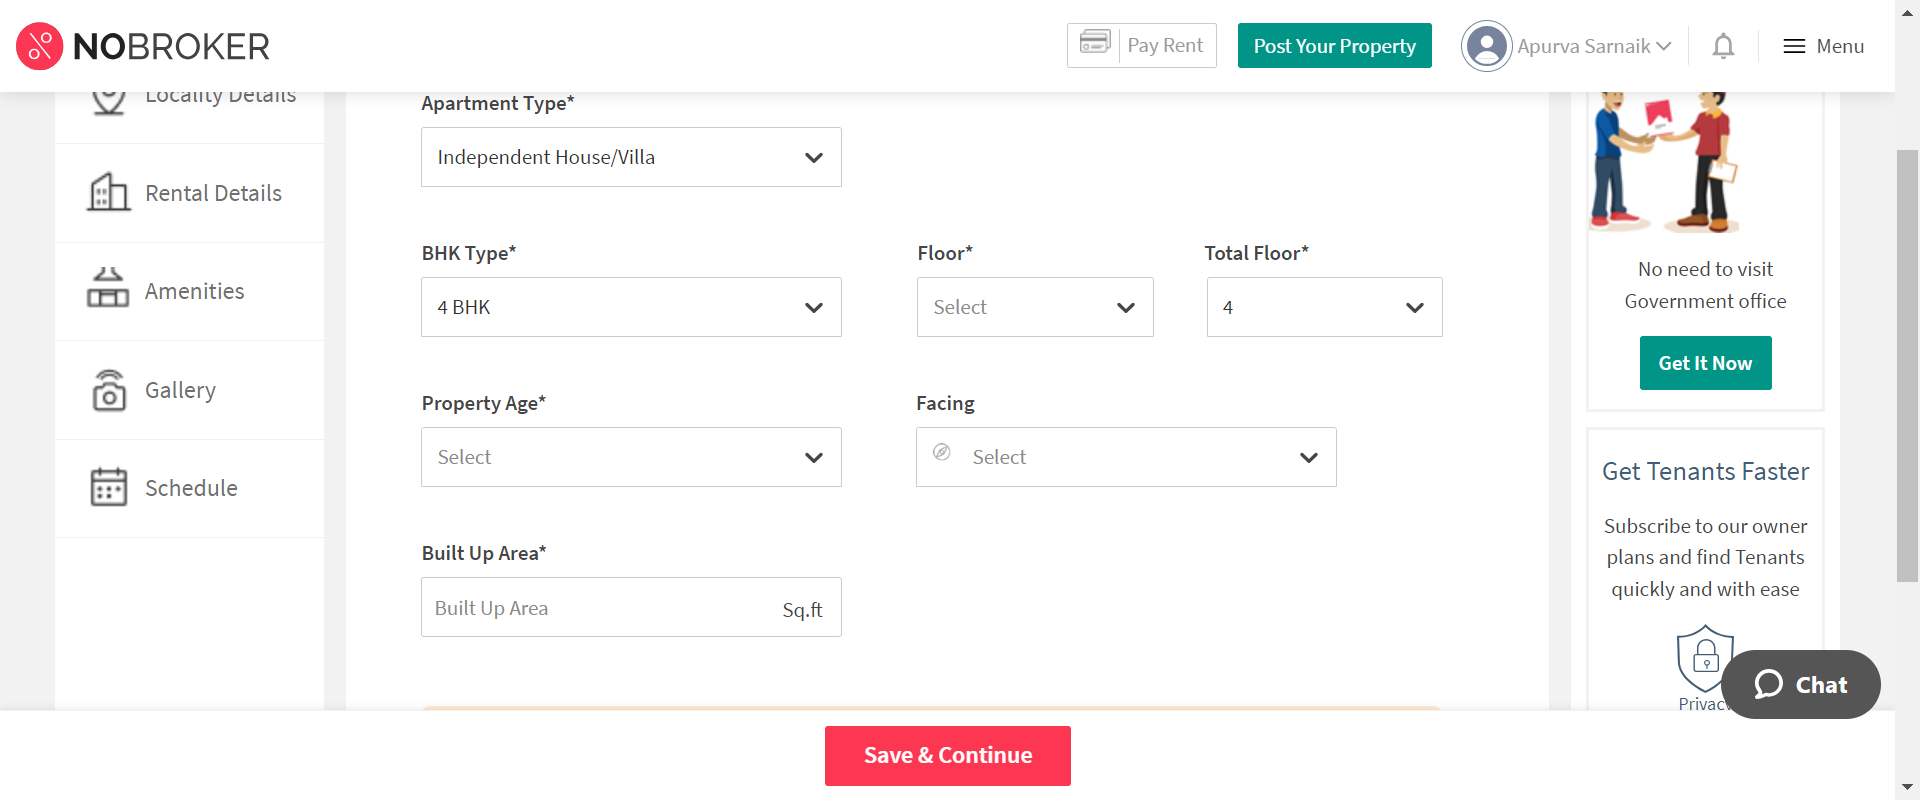 NOBROKER
Pay Rent
Post Your Property
Apurva Sarnaik
Menu
Locality Details
Rental Details
Amenities
Gallery
Schedule
Apartment Type*
Independent House/Villa
BHK Type*
4 BHK
Floor*
Select
Total Floor*
4
Property Age*
Select
Facing
Select
Built Up Area*
Built Up Area
Sq.ft
Save & Continue
No need to visit
Government office
Get It Now
Get Tenants Faster
Subscribe to our owner
plans and find Tenants
quickly and with ease
Privacy
Chat